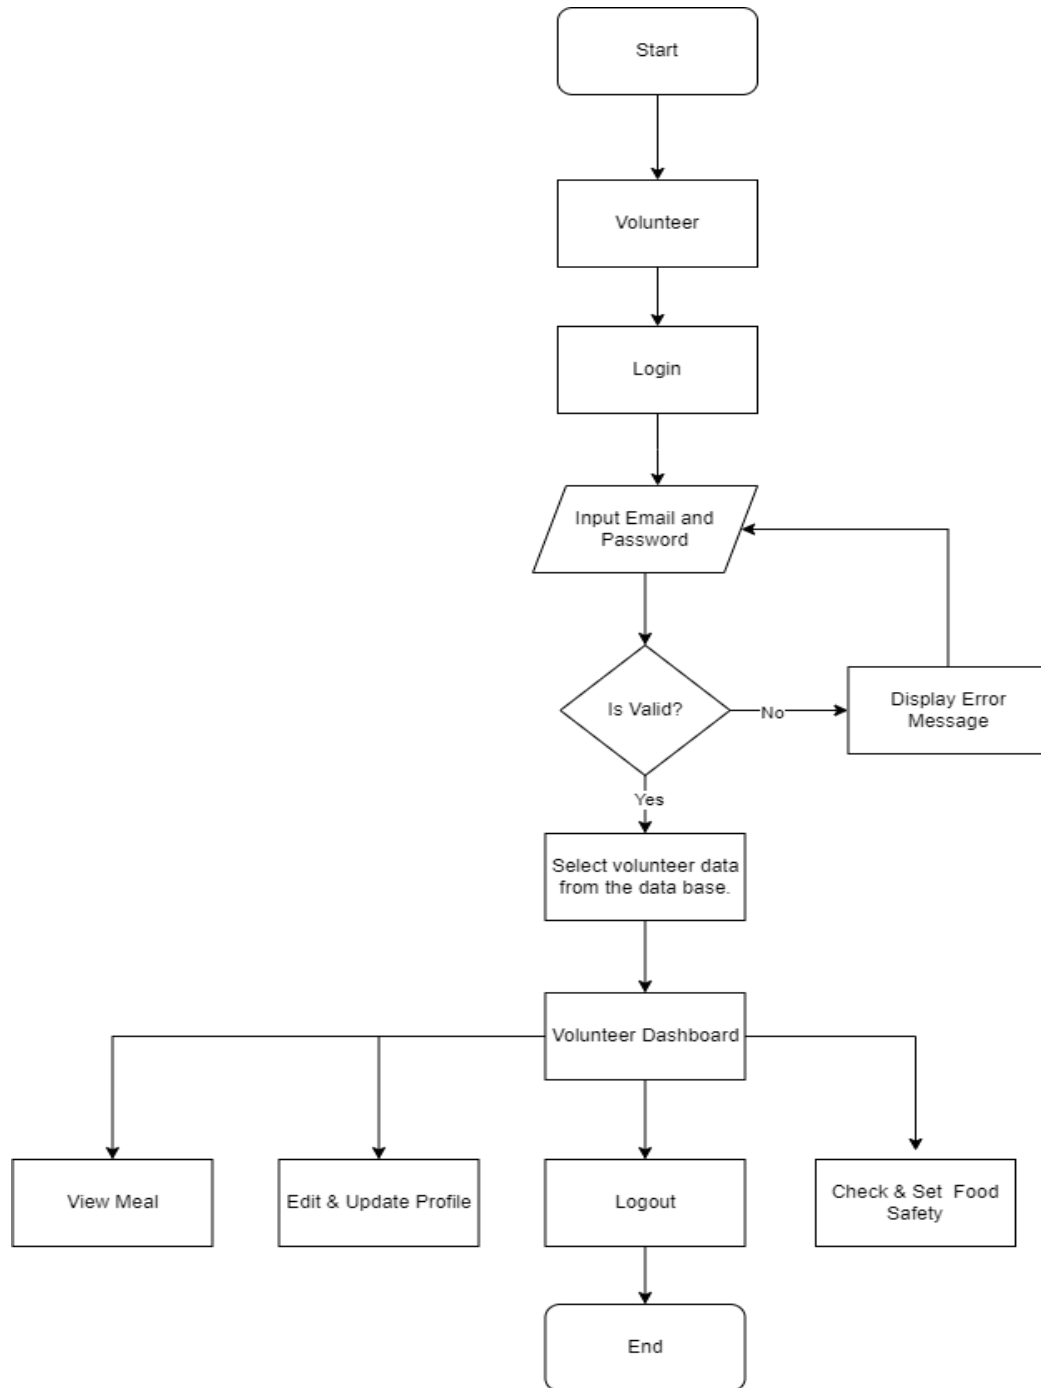 Start
Volunteer
Login
Input Email and
Password
Is Valid?
No
Display Error
Message
Yes
Select volunteer data
from the data base.
Volunteer Dashboard
View Meal
Edit & Update Profile
Logout
Check & Set  Food
Safety
End